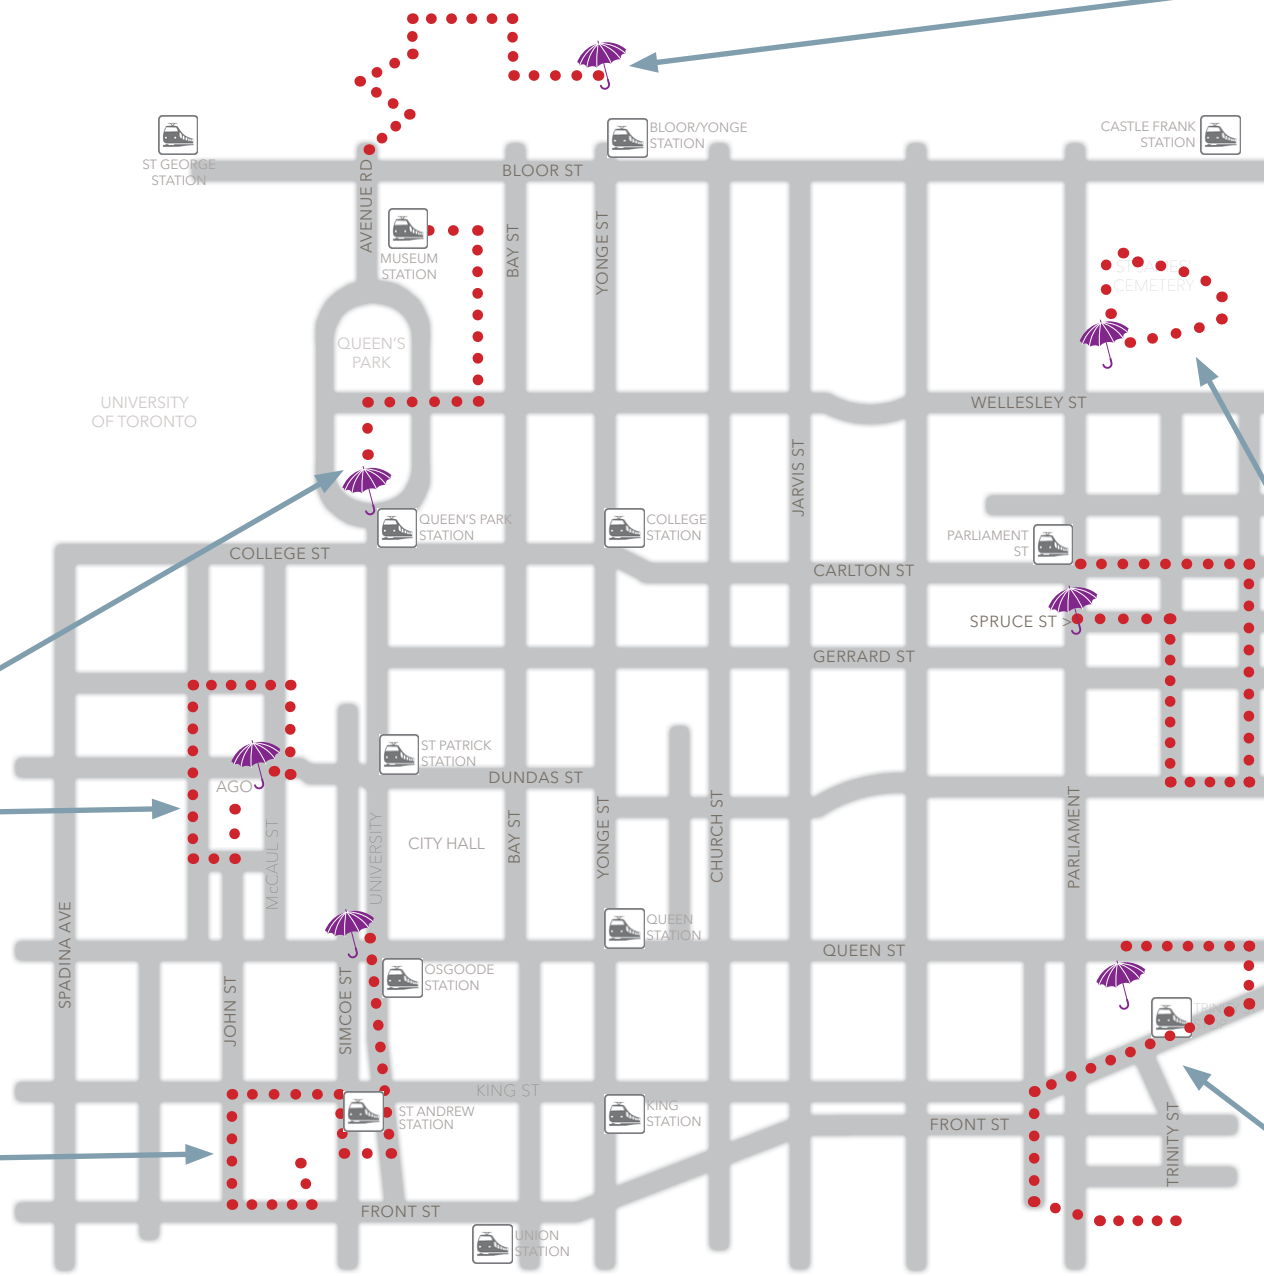 BLOOR/YONGE
STATION
CASTLE FRANK
STATION
ST GEORGE
STATION
BLOOR ST
AVENUE RD
BAY ST
YONGE ST
MUSEUM
STATION
CEMETERY
QUEEN'S
PARK
UNIVERSITY
OF TORONTO
WELLESLEY ST
JARVIS ST
QUEEN'S PARK
STATION
COLLEGE
STATION
PARLIAMENT
ST
COLLEGE ST
CARLTON ST
SPRUCE ST >
GERRARD ST
ST PATRICK
STATION
DUNDAS ST
AGO
McCAUL ST
UNIVERSITY
CITY HALL
BAY ST
YONGE ST
CHURCH ST
PARLIAMENT
SPADINA AVE
QUEEN
STATION
QUEEN ST
OSGOODE
STATION
JOHN ST
SIMCOE ST
KING ST
ST ANDREW
STATION
KING
STATION
FRONT ST
TRINITY ST
FRONT ST
UNION
STATION